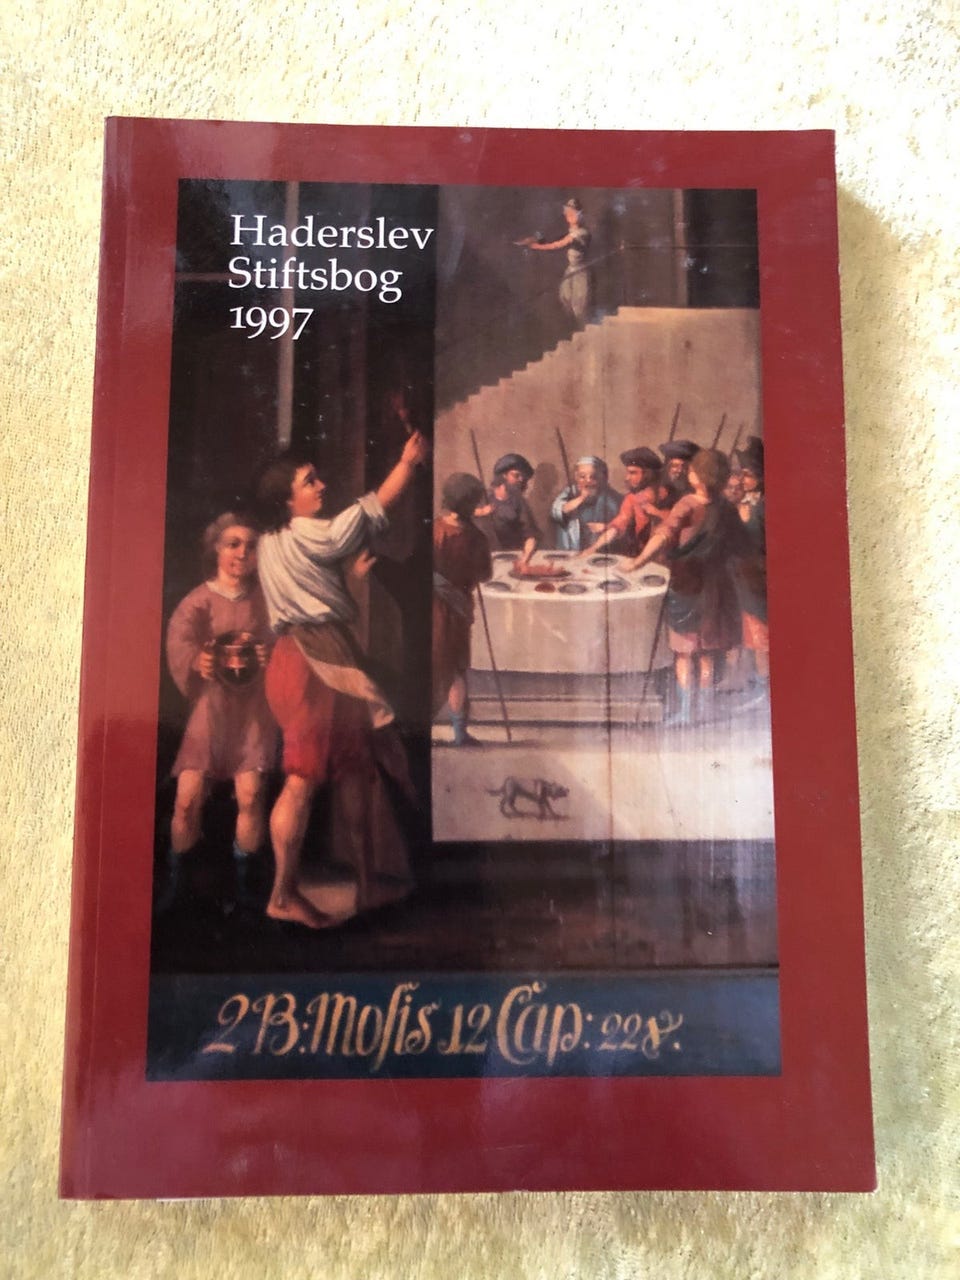 Haderslev
Stiftsbog
1997
2 B: Mosis 12 Cap: 22 v.